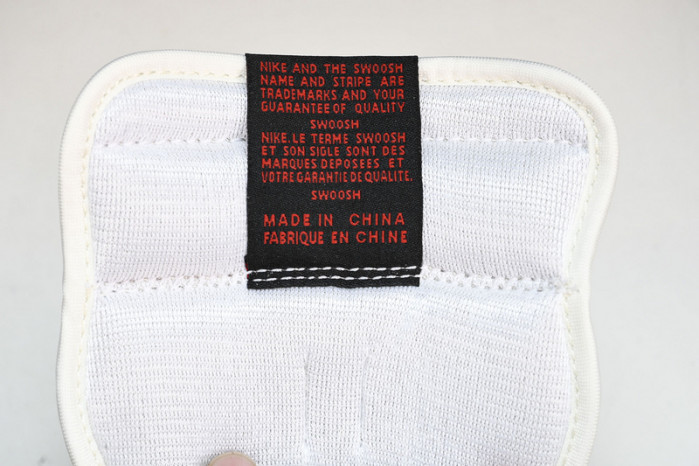 NIKE AND THE SWOOSH
NAME AND STRIPE ARE
TRADEMARKS AND YOUR
GUARANTEE OF QUALITY
SWOOSH
NIKE. LE TERME SWOOSH
ET SON SIGLE SONT DES
MARQUES DEPOSEES ET
VOTRE GARANTIE DE QUALITE.
SWOOSH
MADE IN CHINA
FABRIQUE EN CHINE